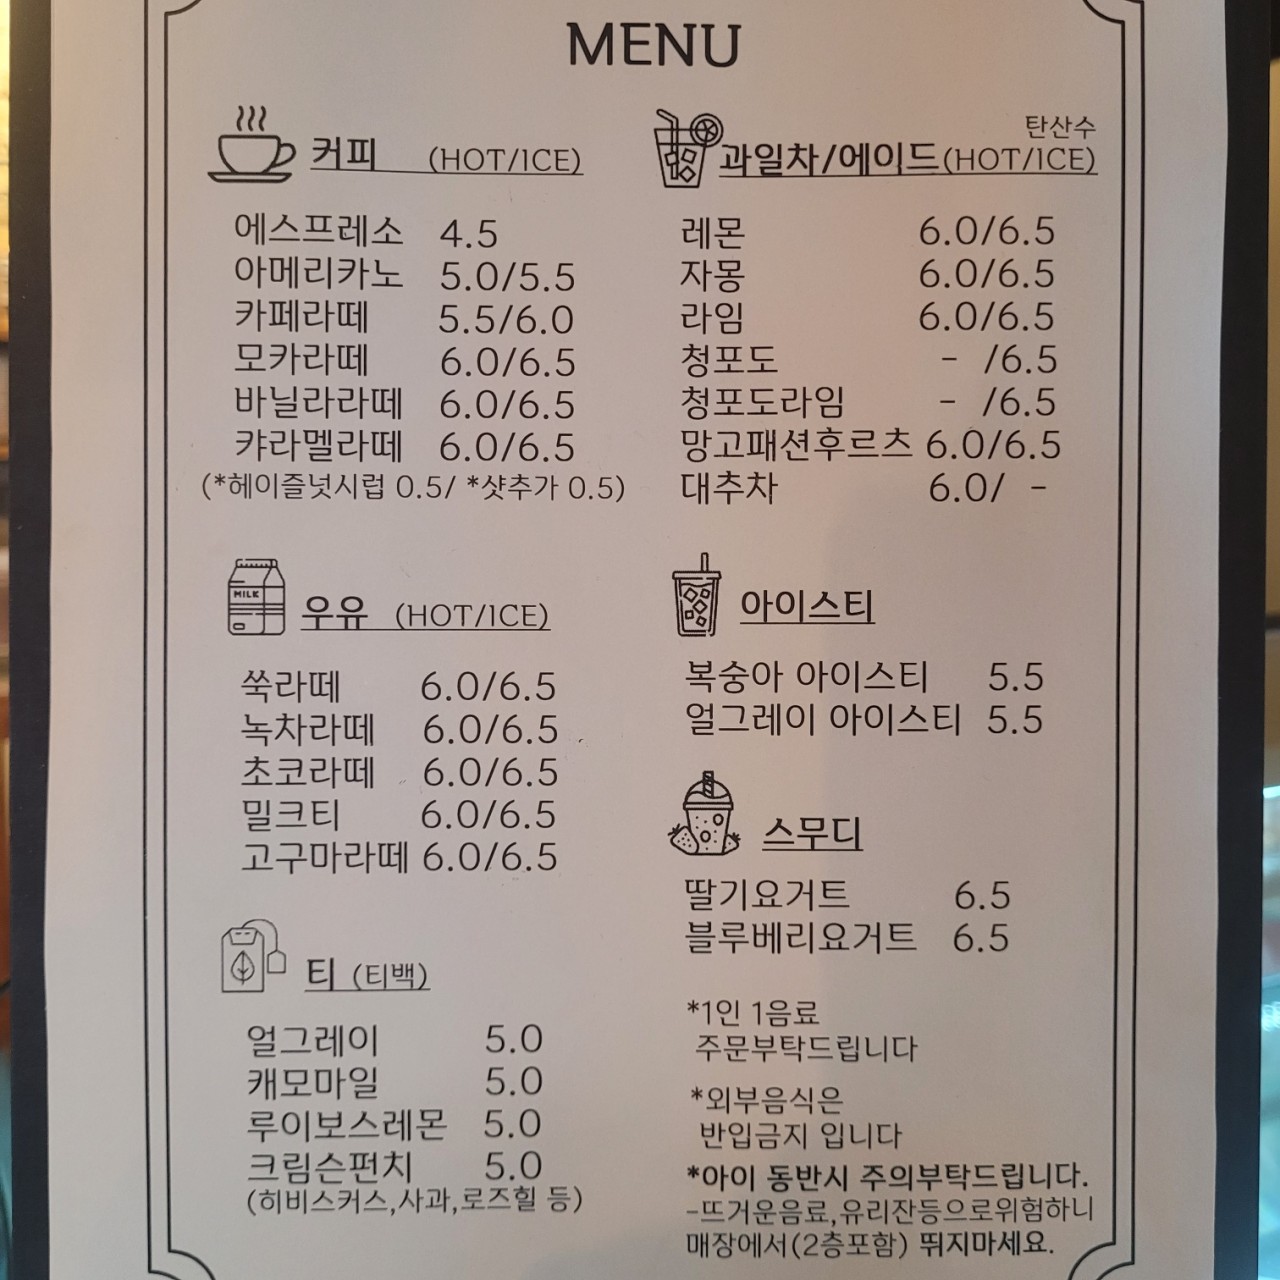 MENU
커피 (HOT/ICE)
에스프레소 4.5
아메리카노 5.0/5.5
카페라떼 5.5/6.0
모카라떼 6.0/6.5
바닐라라떼 6.0/6.5
캬라멜라떼 6.0/6.5
(*헤이즐넛시럽 0.5/ *샷추가 0.5)
MILK
우유 (HOT/ICE)
쑥라떼 6.0/6.5
녹차라떼 6.0/6.5
초코라떼 6.0/6.5
밀크티 6.0/6.5
고구마라떼 6.0/6.5
티 (티백)
얼그레이 5.0
캐모마일 5.0
루이보스레몬 5.0
크림슨펀치 5.0
(히비스커스,사과,로즈힐 등)
탄산수
과일차/에이드(HOT/ICE)
레몬 6.0/6.5
자몽 6.0/6.5
라임 6.0/6.5
청포도 - /6.5
청포도라임 - /6.5
망고패션후르츠 6.0/6.5
대추차 6.0/ -
아이스티
복숭아 아이스티 5.5
얼그레이 아이스티 5.5
스무디
딸기요거트 6.5
블루베리요거트 6.5
*1인 1음료
주문부탁드립니다
*외부음식은
반입금지 입니다
*아이 동반시 주의부탁드립니다.
-뜨거운음료,유리잔등으로위험하니
매장에서(2층포함) 뛰지마세요.